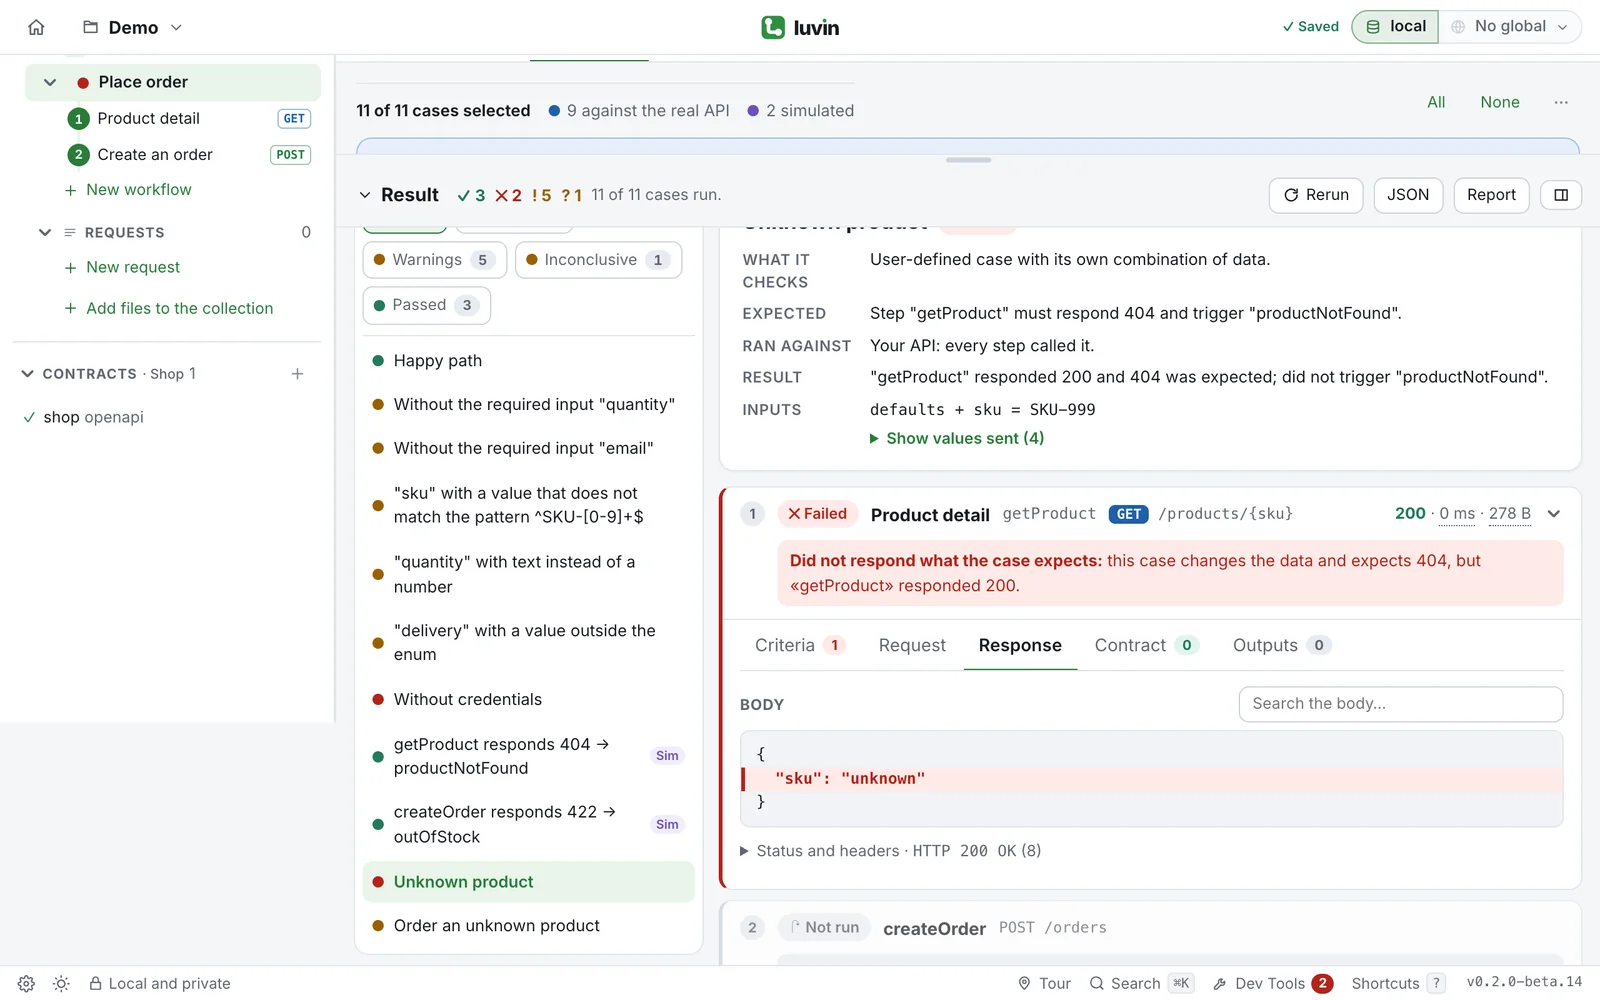 Demo
luvin
Saved
local
No global
Place order
1 Product detail GET
2 Create an order POST
+ New workflow
REQUESTS 0
+ New request
+ Add files to the collection
CONTRACTS · Shop 1 +
shop openapi
11 of 11 cases selected 9 against the real API 2 simulated
All None ···
Result 3 2 ! 5 ? 1 11 of 11 cases run.
Rerun JSON Report
Warnings 5 Inconclusive 1
Passed 3
Happy path
Without the required input "quantity"
Without the required input "email"
"sku" with a value that does not
match the pattern ^SKU-[0-9]+$
"quantity" with text instead of a
number
"delivery" with a value outside the
enum
Without credentials
getProduct responds 404 →
productNotFound
Sim
createOrder responds 422 →
outOfStock
Sim
Unknown product
Order an unknown product
Unknown product
WHAT IT
CHECKS
User-defined case with its own combination of data.
EXPECTED Step "getProduct" must respond 404 and trigger "productNotFound".
RAN AGAINST Your API: every step called it.
RESULT "getProduct" responded 200 and 404 was expected; did not trigger "productNotFound".
INPUTS defaults + sku = SKU-999
Show values sent (4)
1 Failed Product detail getProduct GET /products/{sku} 200 · 0 ms · 278 B
Did not respond what the case expects: this case changes the data and expects 404, but
«getProduct» responded 200.
Criteria 1 Request Response Contract 0 Outputs 0
BODY Search the body...
{
"sku": "unknown"
}
Status and headers · HTTP 200 OK (8)
2 Not run createOrder POST /orders
Local and private
Tour Search ⌘K Dev Tools 2 Shortcuts ? v0.2.0-beta.14